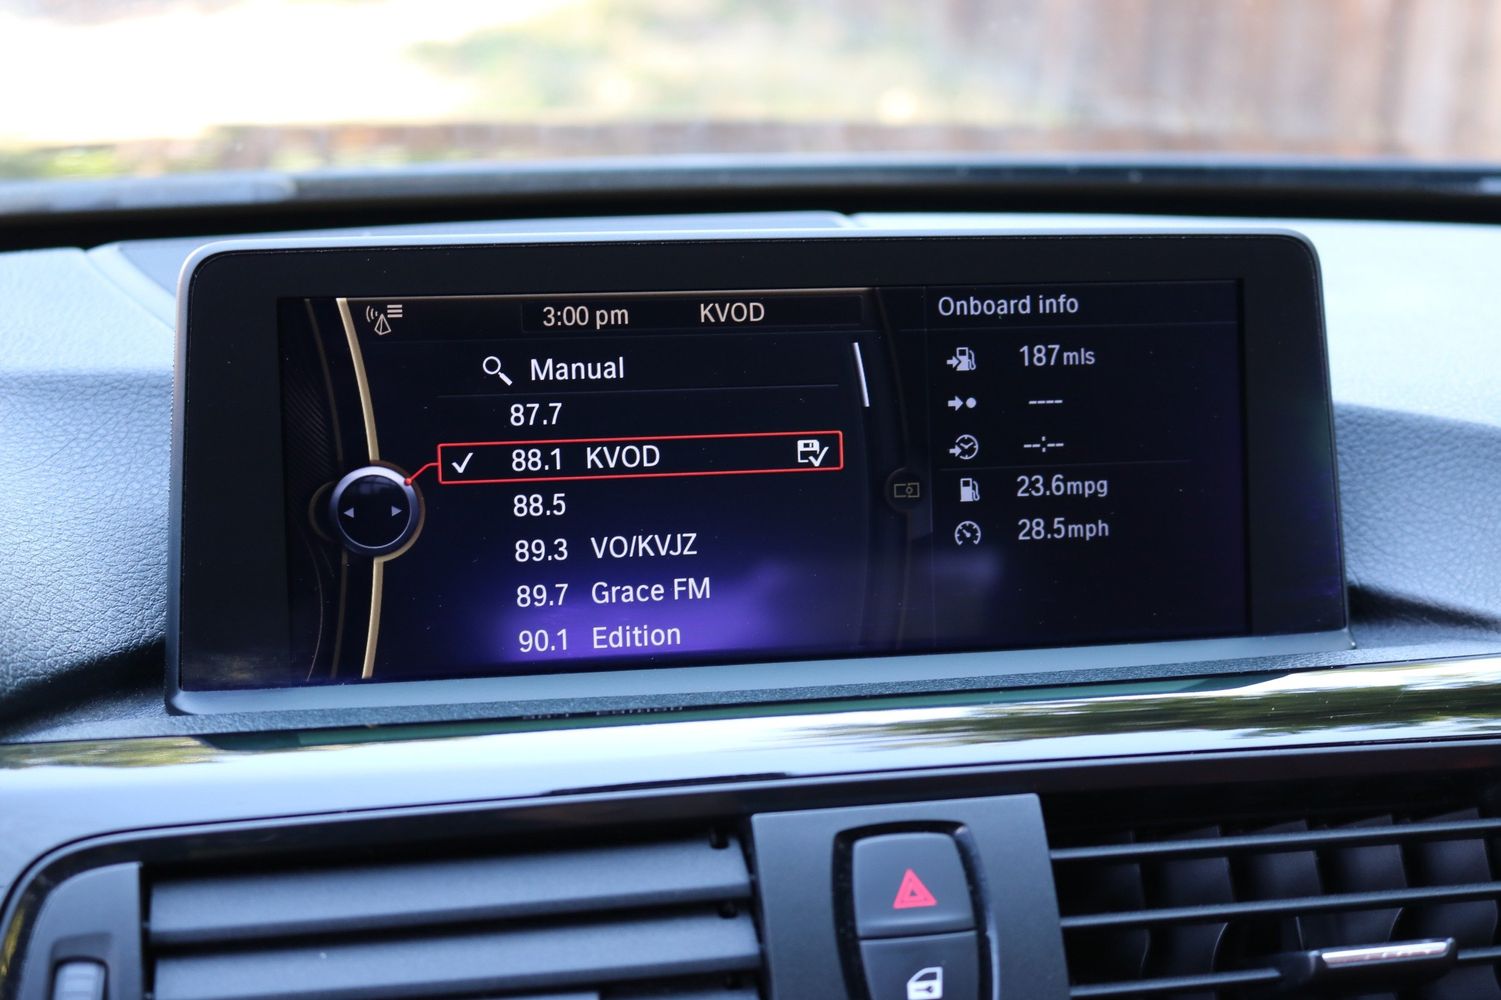 3:00 pm KVOD
Manual
87.7
88.1 KVOD
88.5
89.3 VO/KVJZ
89.7 Grace FM
90.1 Edition
Onboard info
187mls
----
--:--
23.6mpg
28.5mph